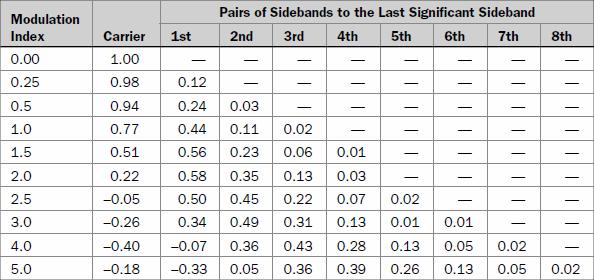 Pairs of Sidebands to the Last Significant Sideband
Modulation
Index Carrier 1st 2nd 3rd 4th 5th 6th 7th 8th
0.00 1.00 — — — — — — — —
0.25 0.98 0.12 — — — — — — —
0.5 0.94 0.24 0.03 — — — — — —
1.0 0.77 0.44 0.11 0.02 — — — — —
1.5 0.51 0.56 0.23 0.06 0.01 — — — —
2.0 0.22 0.58 0.35 0.13 0.03 — — — —
2.5 –0.05 0.50 0.45 0.22 0.07 0.02 — — —
3.0 –0.26 0.34 0.49 0.31 0.13 0.01 0.01 — —
4.0 –0.40 –0.07 0.36 0.43 0.28 0.13 0.05 0.02 —
5.0 –0.18 –0.33 0.05 0.36 0.39 0.26 0.13 0.05 0.02